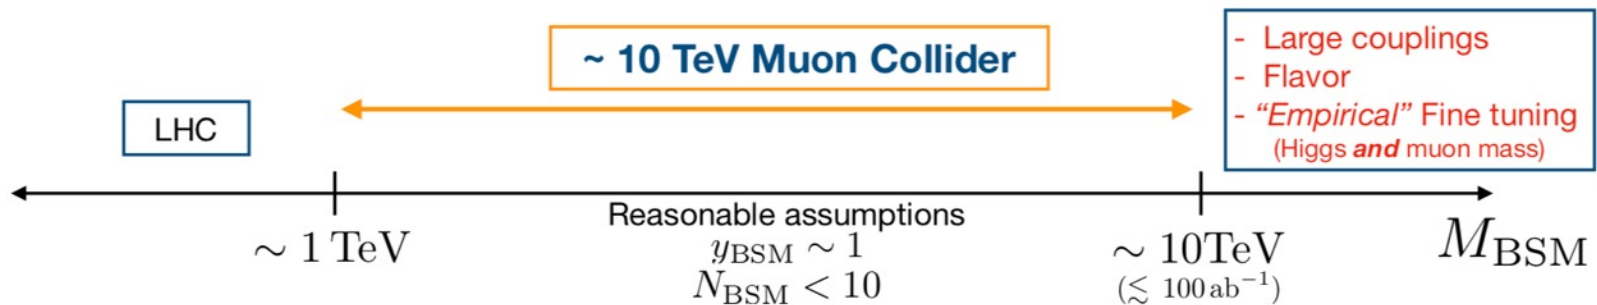 ~ 10 TeV Muon Collider
LHC
- Large couplings
- Flavor
- “Empirical” Fine tuning
(Higgs and muon mass)
Reasonable assumptions
y_BSM ∼ 1
N_BSM < 10
∼ 1 TeV
∼ 10TeV
(≲ 100 ab⁻¹)
M_BSM